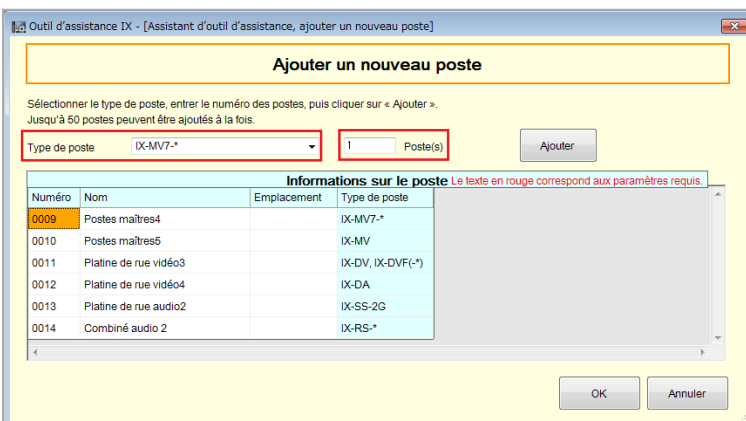 Outil d'assistance IX - [Assistant d'outil d'assistance, ajouter un nouveau poste]
Ajouter un nouveau poste
Sélectionner le type de poste, entrer le numéro des postes, puis cliquer sur « Ajouter ».
Jusqu'à 50 postes peuvent être ajoutés à la fois.
Type de poste IX-MV7-* 1 Poste(s) Ajouter
Informations sur le poste Le texte en rouge correspond aux paramètres requis.
Numéro Nom Emplacement Type de poste
0009 Postes maîtres4 IX-MV7-*
0010 Postes maîtres5 IX-MV
0011 Platine de rue vidéo3 IX-DV, IX-DVF(-*)
0012 Platine de rue vidéo4 IX-DA
0013 Platine de rue audio2 IX-SS-2G
0014 Combiné audio 2 IX-RS-*
OK Annuler